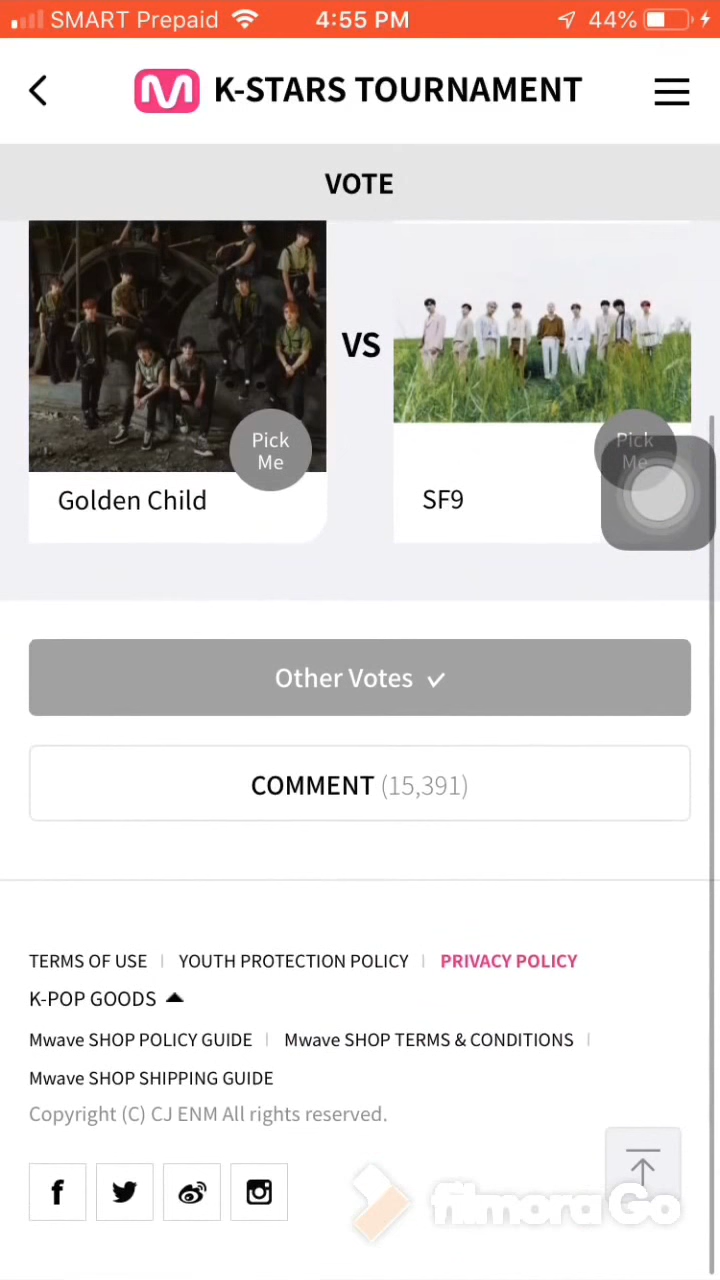 SMART Prepaid 4:55 PM 44%
K-STARS TOURNAMENT
VOTE
VS
Pick
Me
Pick
Me
Golden Child
SF9
Other Votes
COMMENT (15,391)
TERMS OF USE | YOUTH PROTECTION POLICY | PRIVACY POLICY
K-POP GOODS
Mwave SHOP POLICY GUIDE | Mwave SHOP TERMS & CONDITIONS |
Mwave SHOP SHIPPING GUIDE
Copyright (C) CJ ENM All rights reserved.
filmora Go